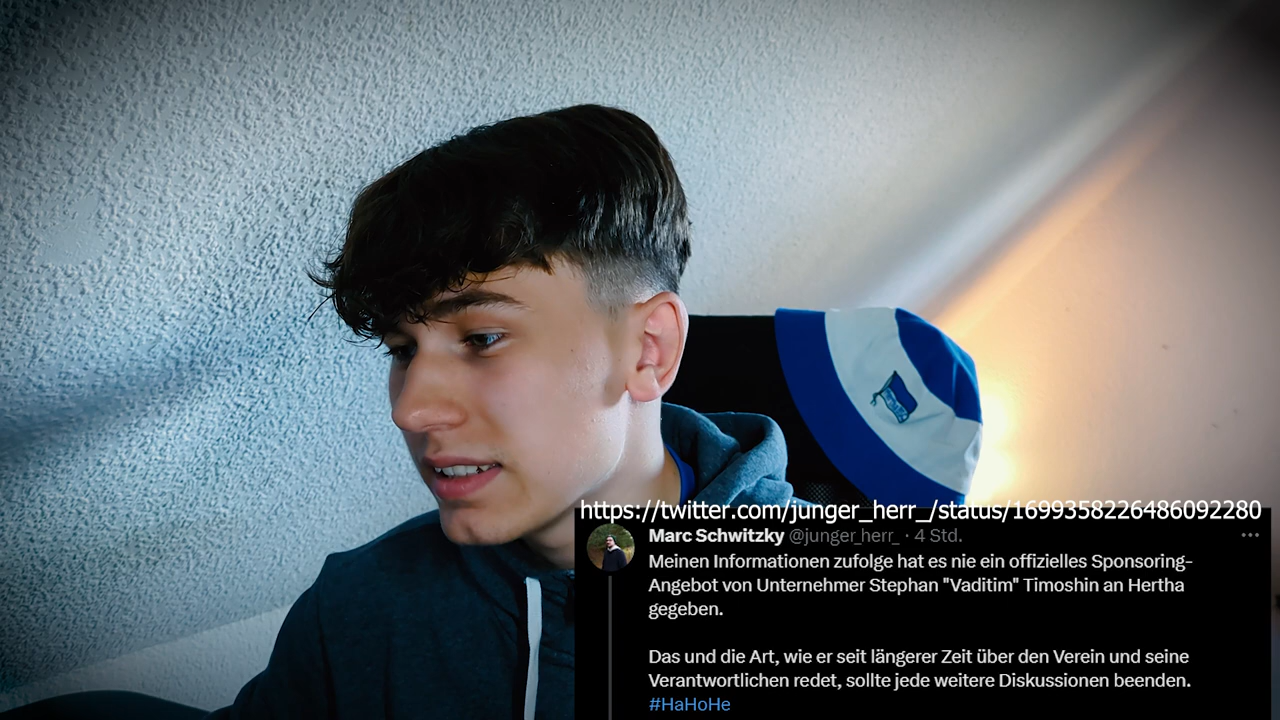 https://twitter.com/junger_herr_/status/1699358226486092280
Marc Schwitzky @junger_herr_ · 4 Std.
Meinen Informationen zufolge hat es nie ein offizielles Sponsoring-
Angebot von Unternehmer Stephan "Vaditim" Timoshin an Hertha
gegeben.
Das und die Art, wie er seit längerer Zeit über den Verein und seine
Verantwortlichen redet, sollte jede weitere Diskussionen beenden.
#HaHoHe